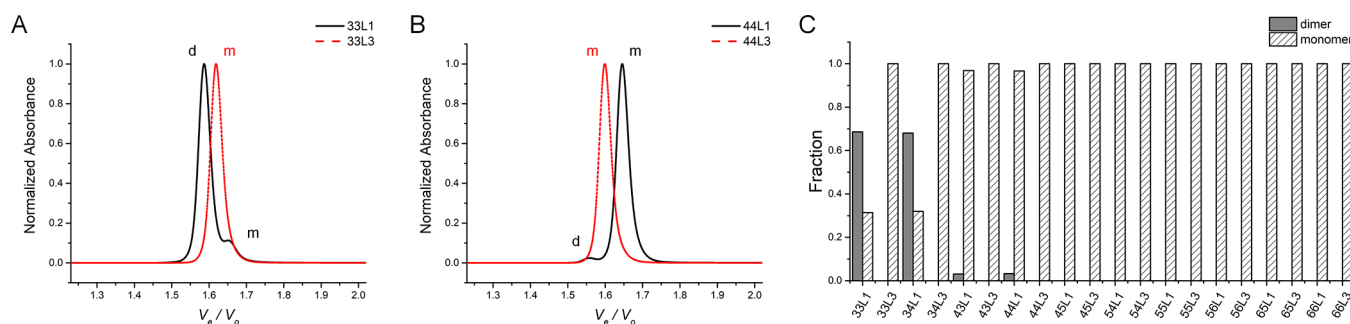 A
33L1
33L3
d
m
m
Normalized Absorbance
1.0
0.8
0.6
0.4
0.2
0.0
1.3 1.4 1.5 1.6 1.7 1.8 1.9 2.0
Ve / Vo
B
44L1
44L3
m
m
d
Normalized Absorbance
1.0
0.8
0.6
0.4
0.2
0.0
1.3 1.4 1.5 1.6 1.7 1.8 1.9 2.0
Ve / Vo
C
dimer
monomer
Fraction
1.0
0.8
0.6
0.4
0.2
0.0
33L1 33L3 34L1 34L3 43L1 43L3 44L1 44L3 45L1 45L3 54L1 54L3 55L1 55L3 56L1 56L3 65L1 65L3 66L1 66L3